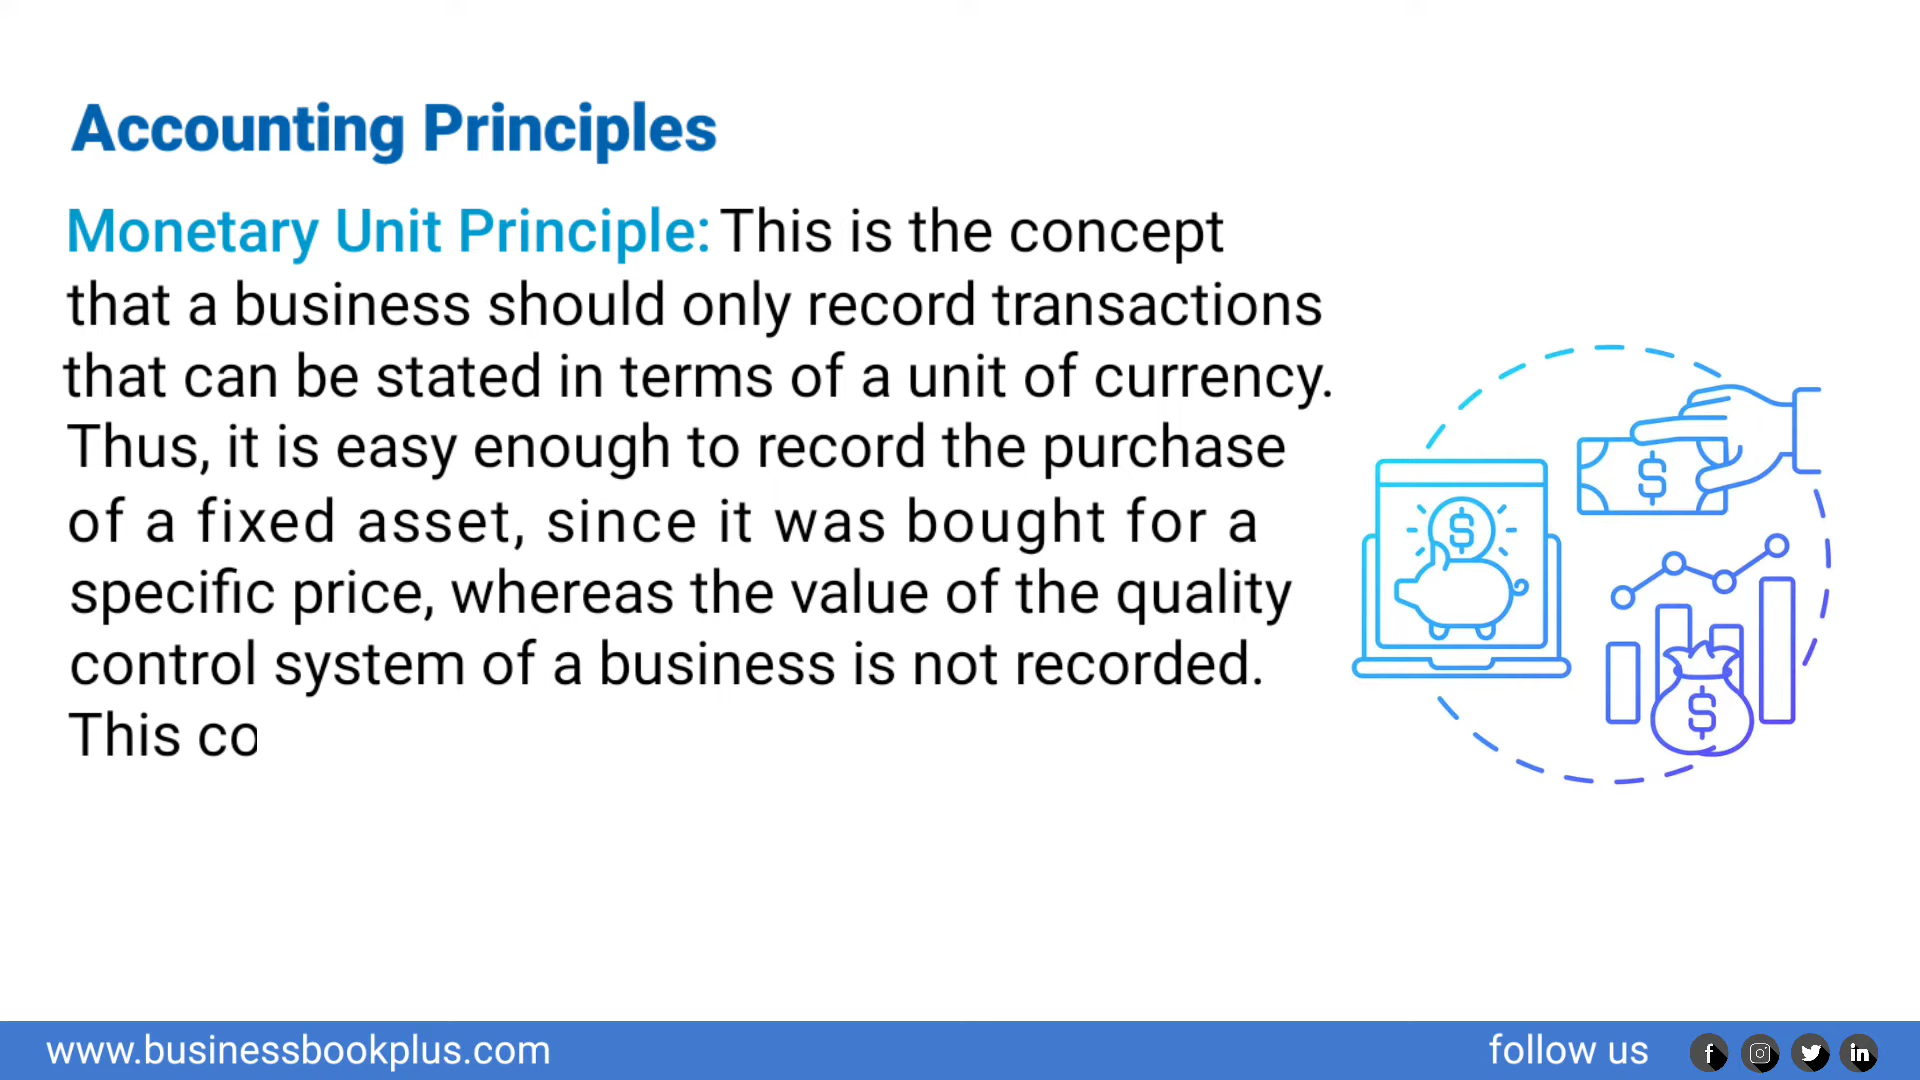 Accounting Principles
Monetary Unit Principle: This is the concept
that a business should only record transactions
that can be stated in terms of a unit of currency.
Thus, it is easy enough to record the purchase
of a fixed asset, since it was bought for a
specific price, whereas the value of the quality
control system of a business is not recorded.
This co
$
$
$
www.businessbookplus.com
follow us